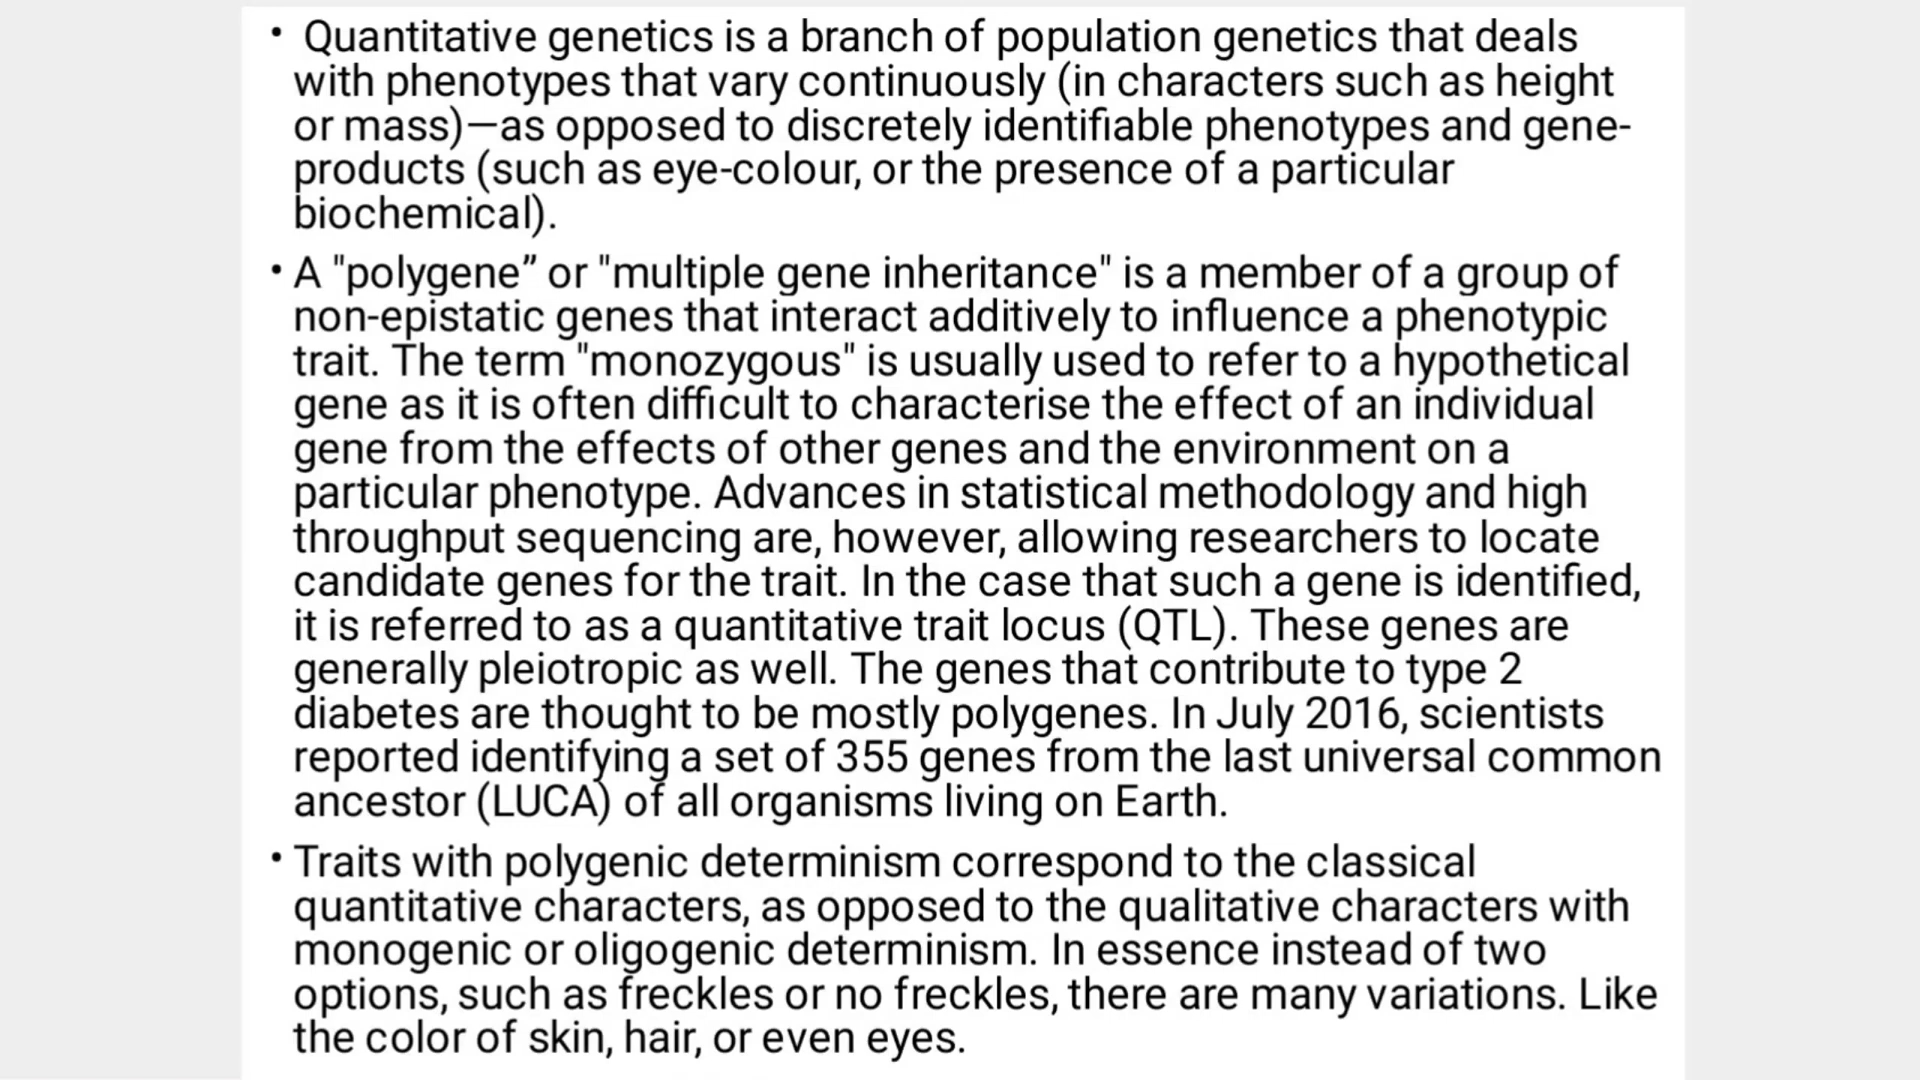 • Quantitative genetics is a branch of population genetics that deals
with phenotypes that vary continuously (in characters such as height
or mass)—as opposed to discretely identifiable phenotypes and gene-
products (such as eye-colour, or the presence of a particular
biochemical).
• A "polygene” or "multiple gene inheritance" is a member of a group of
non-epistatic genes that interact additively to influence a phenotypic
trait. The term "monozygous" is usually used to refer to a hypothetical
gene as it is often difficult to characterise the effect of an individual
gene from the effects of other genes and the environment on a
particular phenotype. Advances in statistical methodology and high
throughput sequencing are, however, allowing researchers to locate
candidate genes for the trait. In the case that such a gene is identified,
it is referred to as a quantitative trait locus (QTL). These genes are
generally pleiotropic as well. The genes that contribute to type 2
diabetes are thought to be mostly polygenes. In July 2016, scientists
reported identifying a set of 355 genes from the last universal common
ancestor (LUCA) of all organisms living on Earth.
• Traits with polygenic determinism correspond to the classical
quantitative characters, as opposed to the qualitative characters with
monogenic or oligogenic determinism. In essence instead of two
options, such as freckles or no freckles, there are many variations. Like
the color of skin, hair, or even eyes.